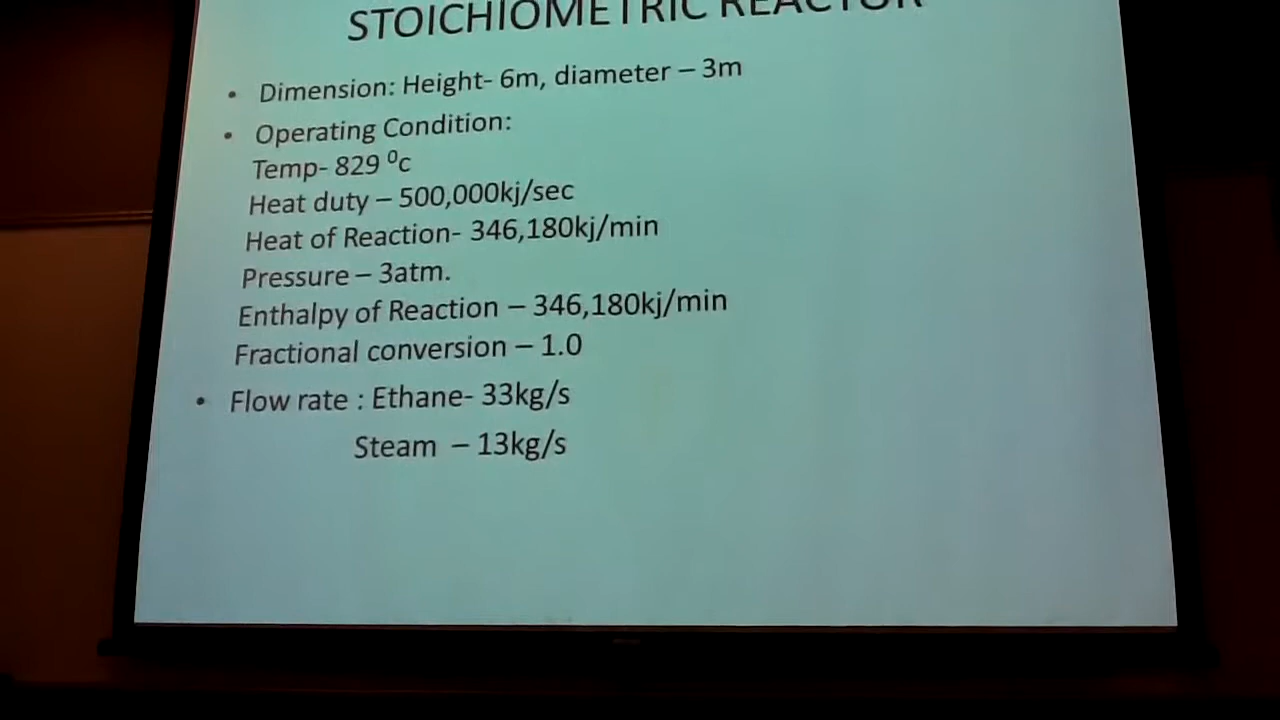 STOICHIOMETRIC REACTOR
• Dimension: Height- 6m, diameter – 3m
• Operating Condition:
Temp- 829 ⁰c
Heat duty – 500,000kj/sec
Heat of Reaction- 346,180kj/min
Pressure – 3atm.
Enthalpy of Reaction – 346,180kj/min
Fractional conversion – 1.0
• Flow rate : Ethane- 33kg/s
Steam – 13kg/s